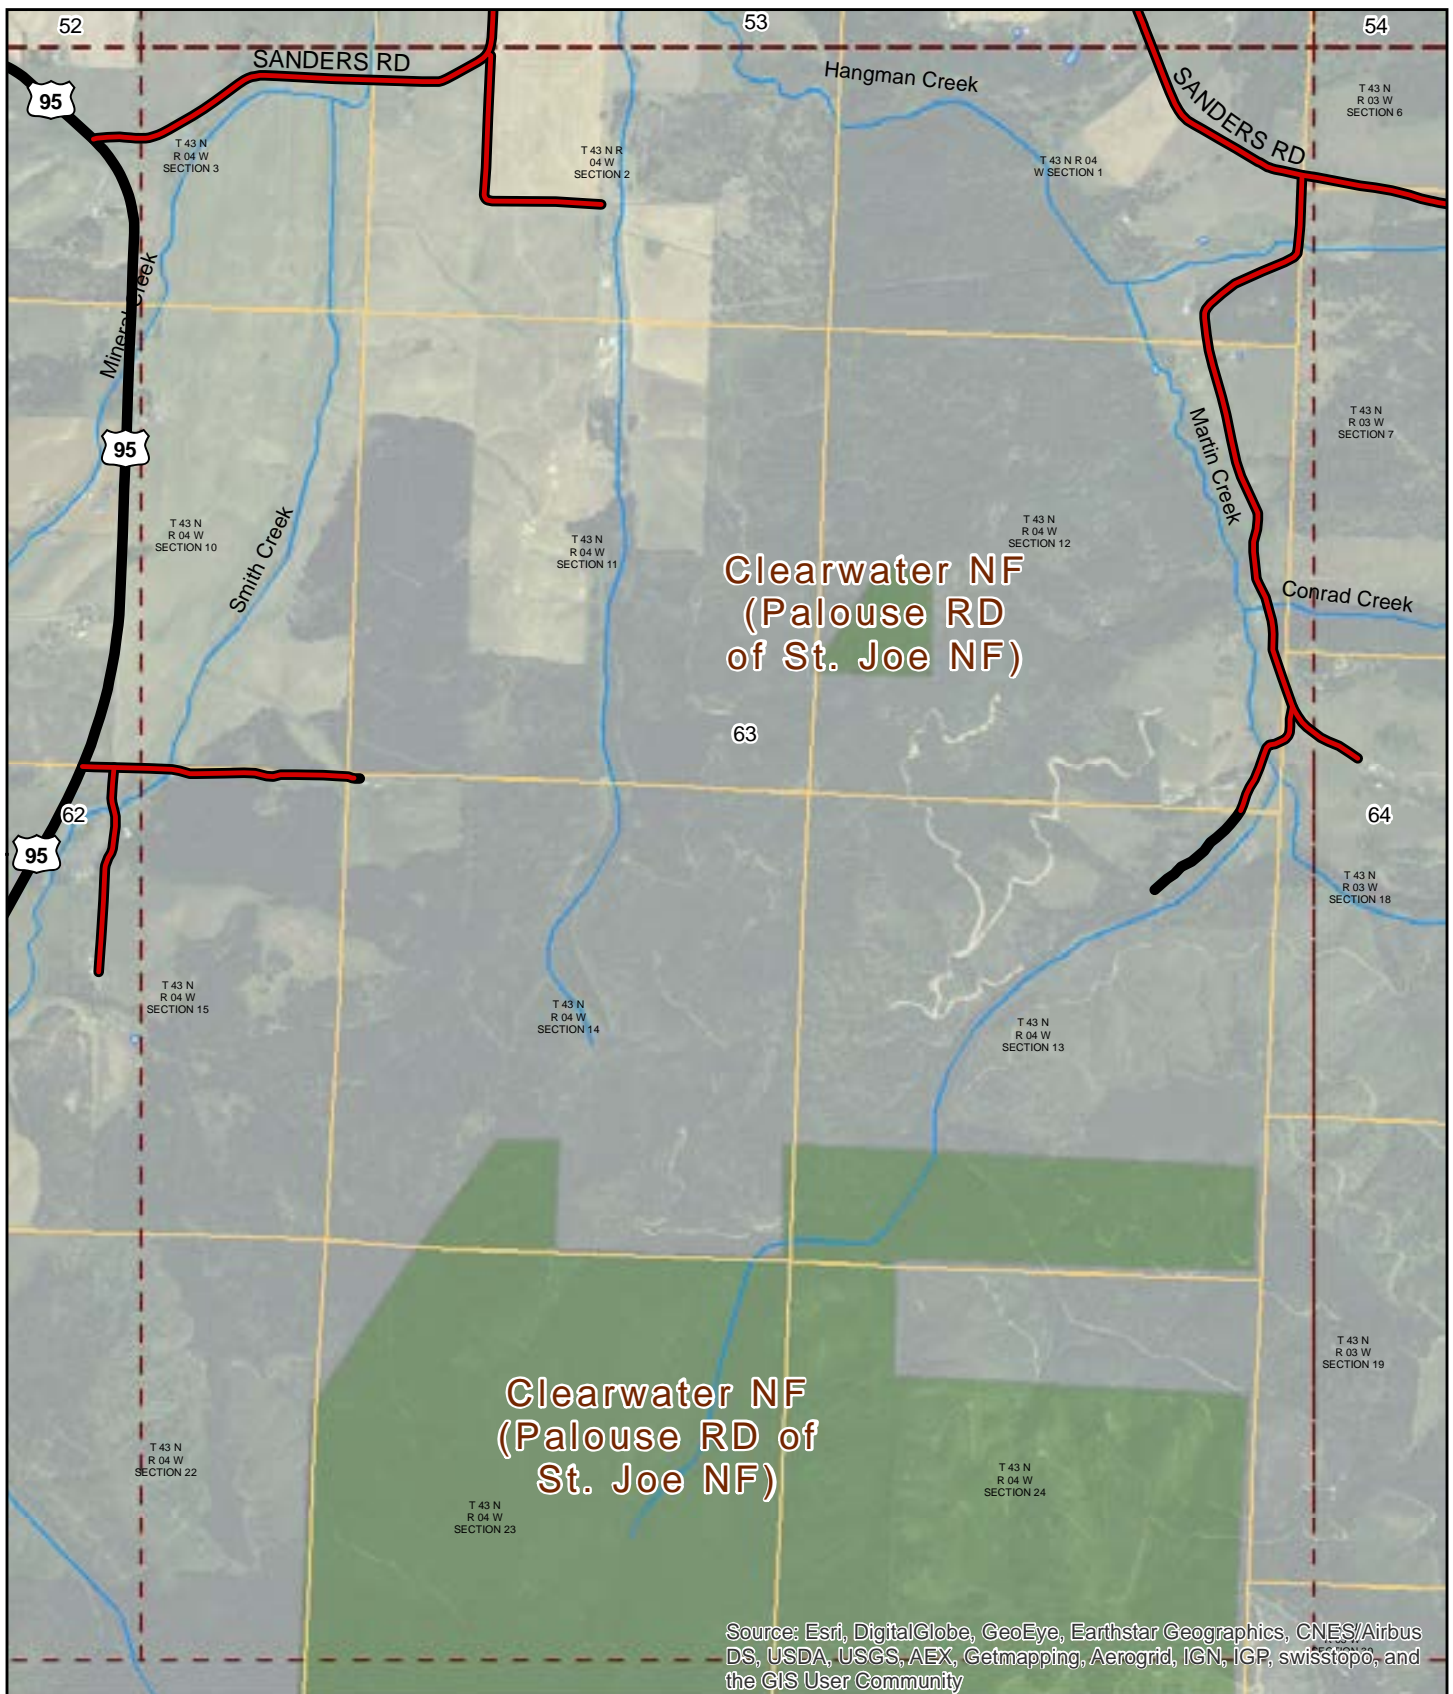 52
53
54
SANDERS RD
Hangman Creek
SANDERS RD
95
T 43 N
R 03 W
SECTION 6
T 43 N
R 04 W
SECTION 3
T 43 N R
04 W
SECTION 2
T 43 N R 04
W SECTION 1
Mineral Creek
95
Martin Creek
T 43 N
R 03 W
SECTION 7
T 43 N
R 04 W
SECTION 10
Smith Creek
T 43 N
R 04 W
SECTION 11
T 43 N
R 04 W
SECTION 12
Clearwater NF
(Palouse RD
of St. Joe NF)
Conrad Creek
63
62
64
95
T 43 N
R 03 W
SECTION 18
T 43 N
R 04 W
SECTION 15
T 43 N
R 04 W
SECTION 14
T 43 N
R 04 W
SECTION 13
T 43 N
R 03 W
SECTION 19
Clearwater NF
(Palouse RD of
St. Joe NF)
T 43 N
R 04 W
SECTION 22
T 43 N
R 04 W
SECTION 23
T 43 N
R 04 W
SECTION 24
Source: Esri, DigitalGlobe, GeoEye, Earthstar Geographics, CNES/Airbus
DS, USDA, USGS, AEX, Getmapping, Aerogrid, IGN, IGP, swisstopo, and
the GIS User Community